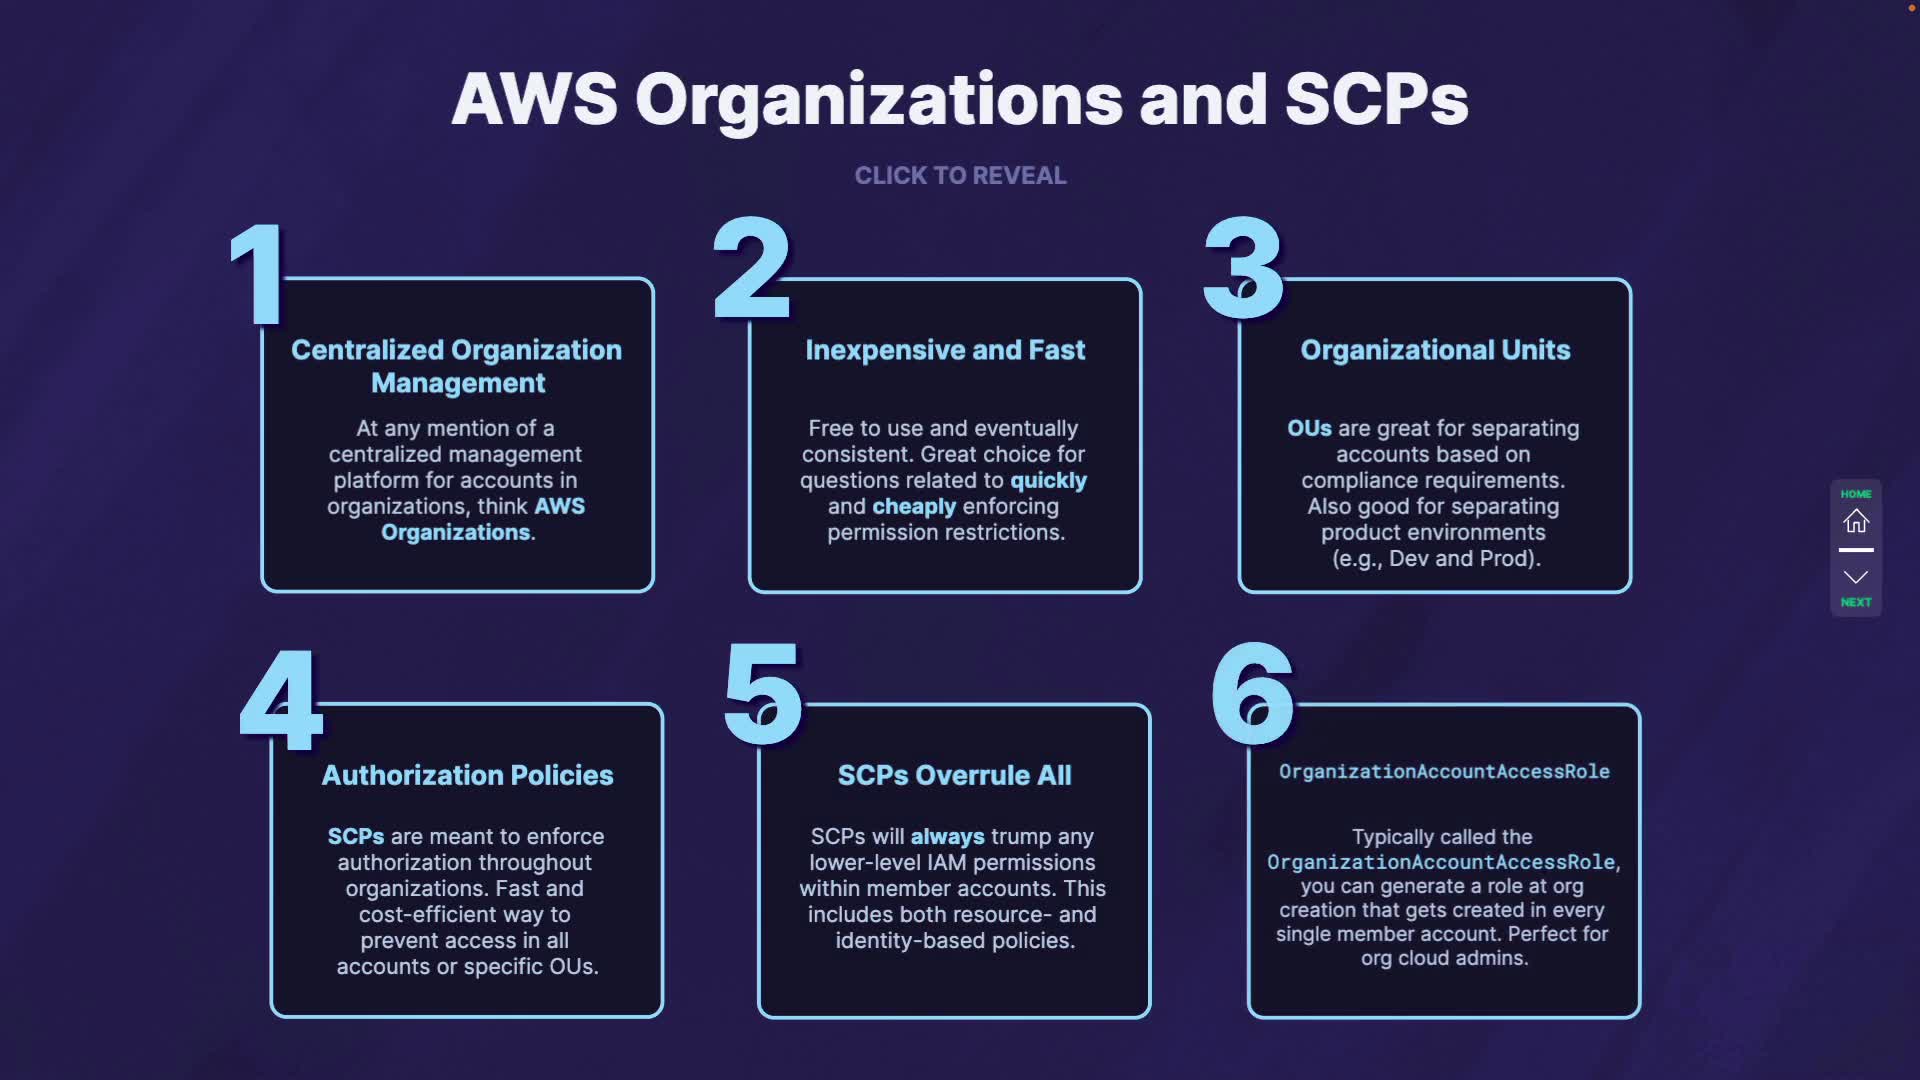 AWS Organizations and SCPs
CLICK TO REVEAL
1
Centralized Organization
Management
At any mention of a
centralized management
platform for accounts in
organizations, think AWS
Organizations.
2
Inexpensive and Fast
Free to use and eventually
consistent. Great choice for
questions related to quickly
and cheaply enforcing
permission restrictions.
3
Organizational Units
OUs are great for separating
accounts based on
compliance requirements.
Also good for separating
product environments
(e.g., Dev and Prod).
4
Authorization Policies
SCPs are meant to enforce
authorization throughout
organizations. Fast and
cost-efficient way to
prevent access in all
accounts or specific OUs.
5
SCPs Overrule All
SCPs will always trump any
lower-level IAM permissions
within member accounts. This
includes both resource- and
identity-based policies.
6
OrganizationAccountAccessRole
Typically called the
OrganizationAccountAccessRole,
you can generate a role at org
creation that gets created in every
single member account. Perfect for
org cloud admins.
HOME
NEXT